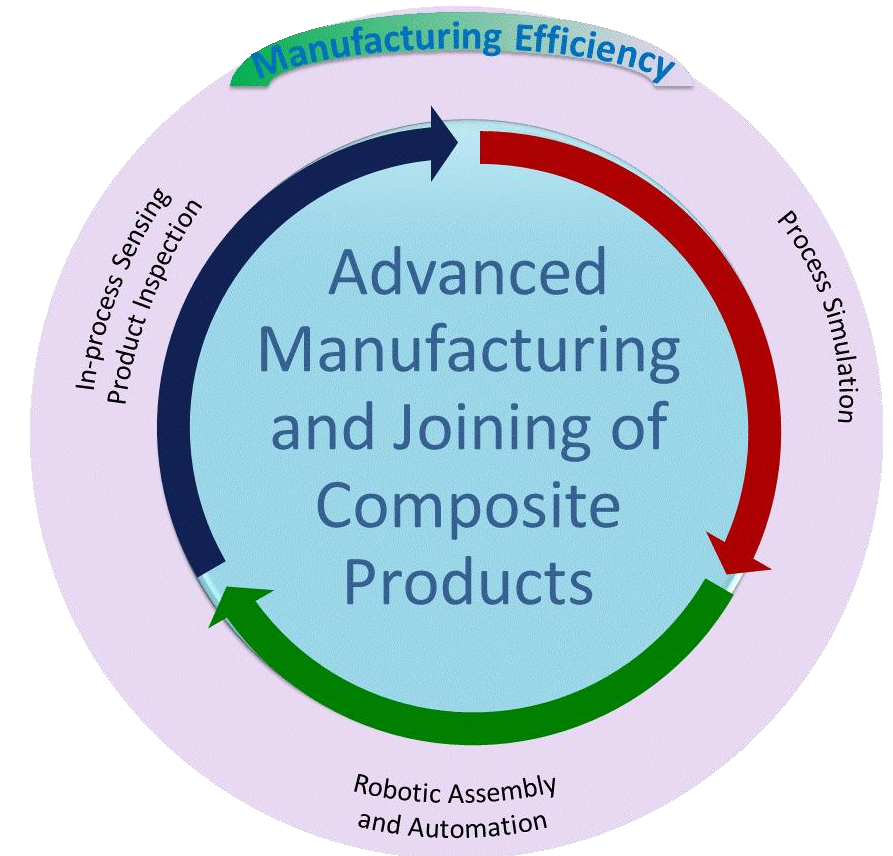 Manufacturing Efficiency
In-process Sensing
Product Inspection
Process Simulation
Advanced
Manufacturing
and Joining of
Composite
Products
Robotic Assembly
and Automation